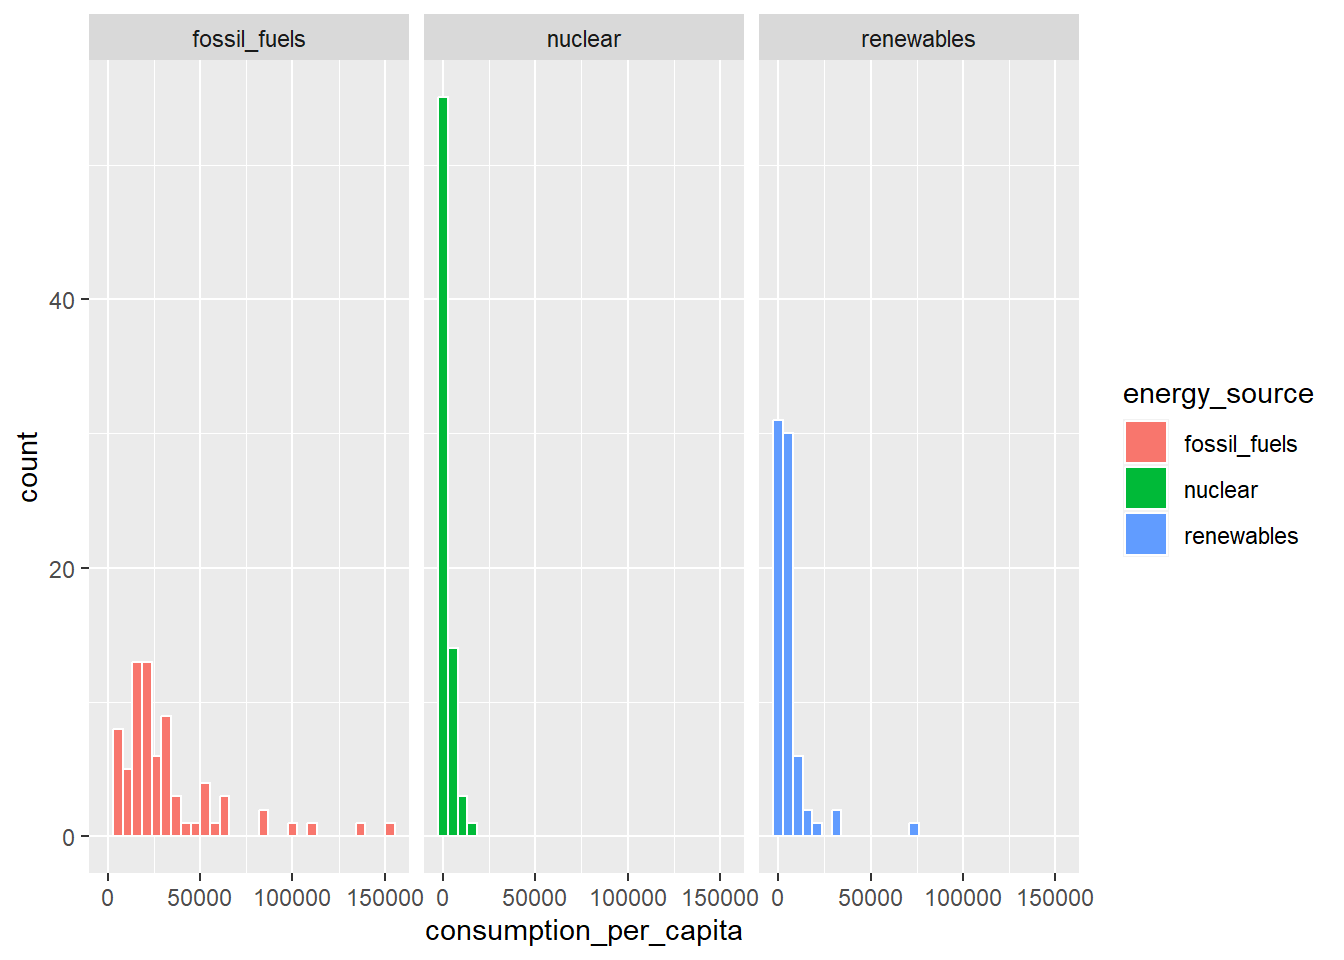 fossil_fuels nuclear renewables
40
20
0
count
0 50000 100000 150000 0 50000 100000 150000 0 50000 100000 150000
consumption_per_capita
energy_source
fossil_fuels
nuclear
renewables